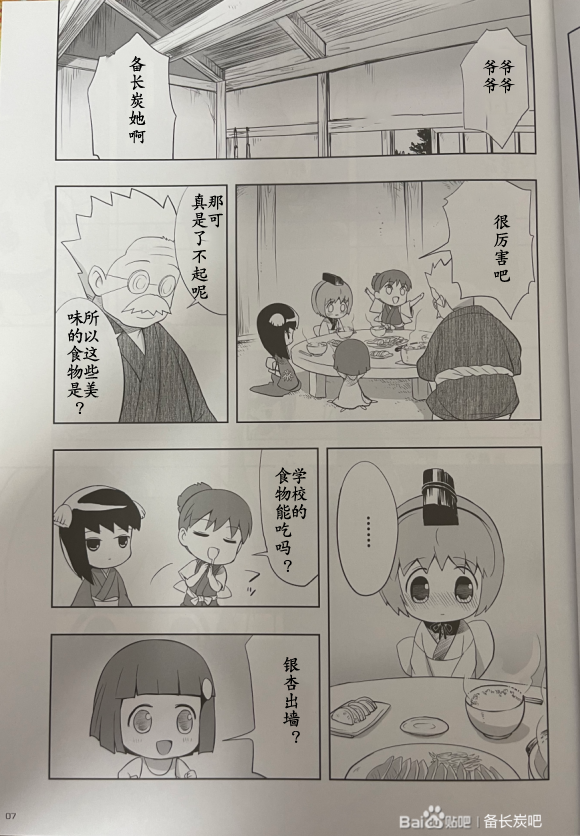 爷爷
爷爷
备长炭她啊
很厉害吧
那可
真是了不起呢
所以这些美
味的食物是？
……
学校的
食物能吃吗？
银杏出墙？
07
Bai贴吧 | 备长炭吧